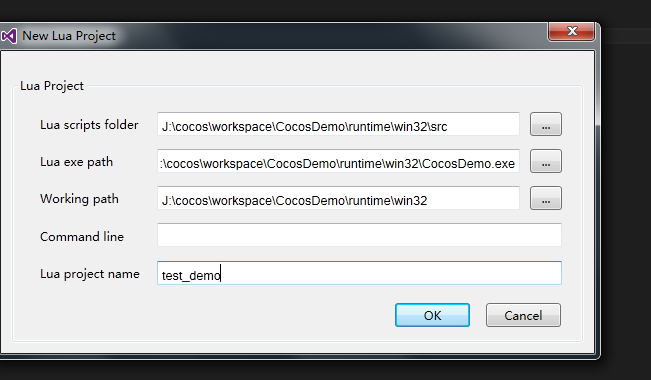 New Lua Project
Lua Project
Lua scripts folder J:\cocos\workspace\CocosDemo\runtime\win32\src ...
Lua exe path :\cocos\workspace\CocosDemo\runtime\win32\CocosDemo.exe ...
Working path J:\cocos\workspace\CocosDemo\runtime\win32 ...
Command line
Lua project name test_demo
OK Cancel